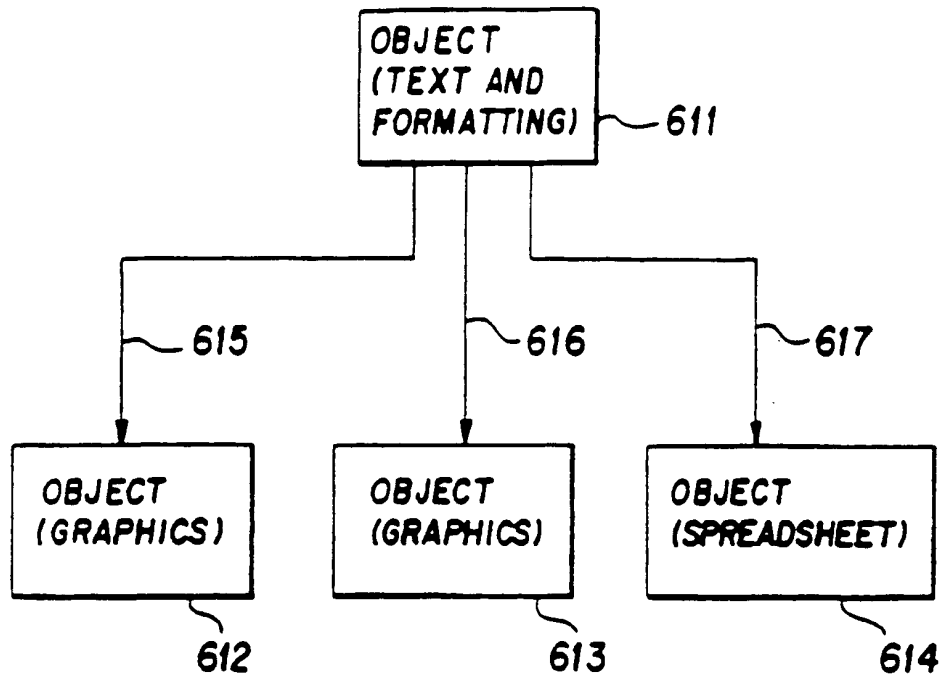 OBJECT
(TEXT AND
FORMATTING)
611
615
616
617
OBJECT
(GRAPHICS)
OBJECT
(GRAPHICS)
OBJECT
(SPREADSHEET)
612
613
614